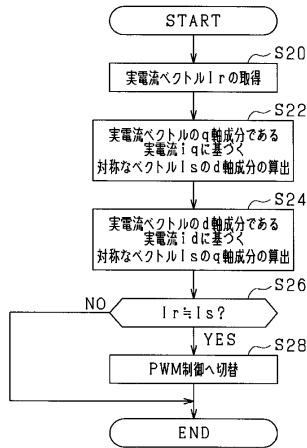 START
S20
実電流ベクトルIrの取得
S22
実電流ベクトルのq軸成分である
実電流iqに基づく
対称なベクトルIsのd軸成分の算出
S24
実電流ベクトルのd軸成分である
実電流idに基づく
対称なベクトルIsのq軸成分の算出
S26
NO
Ir≒Is?
YES
S28
PWM制御へ切替
END